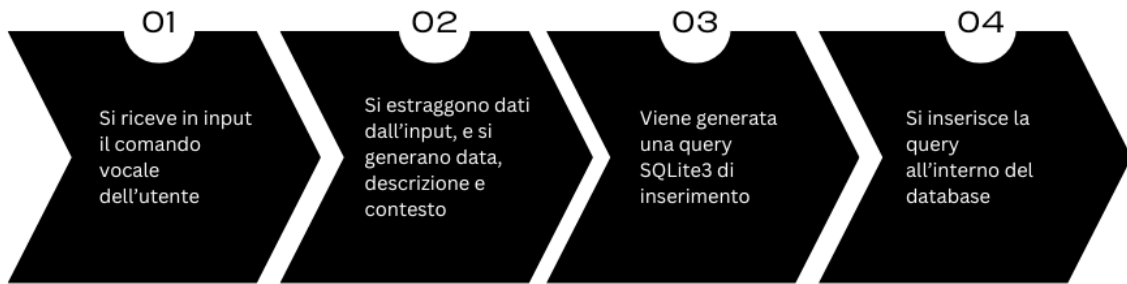 01
Si riceve in input
il comando
vocale
dell'utente
02
Si estraggono dati
dall'input, e si
generano data,
descrizione e
contesto
03
Viene generata
una query
SQLite3 di
inserimento
04
Si inserisce la
query
all'interno del
database